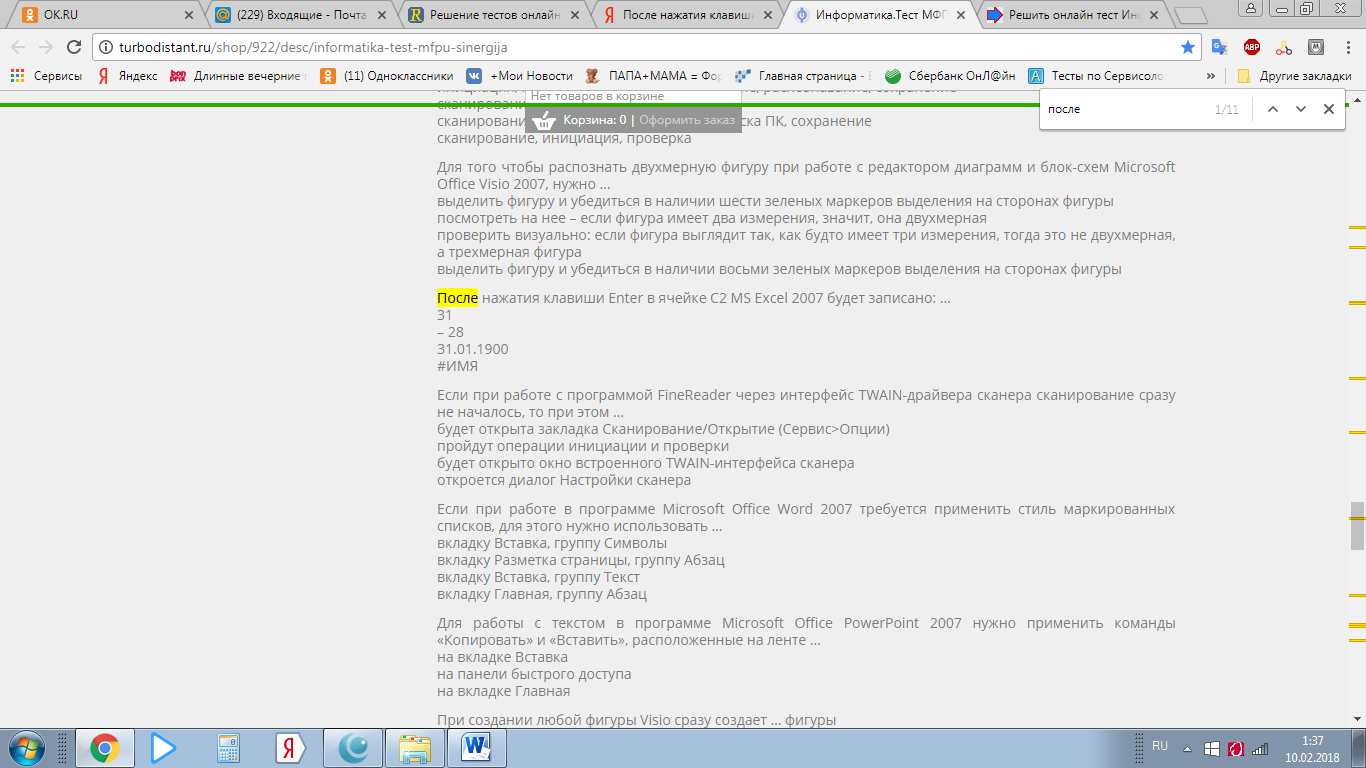 OK.RU
(229) Входящие - Почта
Решение тестов онлайн
После нажатия клавиш
Информатика.Тест МФП
Решить онлайн тест Ин
turbodistant.ru/shop/922/desc/informatika-test-mfpu-sinergija
ABP
Сервисы
Яндекс
Длинные вечерние
(11) Одноклассники
+Мои Новости
ПАПА+МАМА = Фор
Главная страница -
Сбербанк ОнЛ@йн
Тесты по Сервисоло
»
Другие закладки
после
1/11
Нет товаров в корзине
Корзина: 0 | Оформить заказ
сканировани
сканировани ска ПК, сохранение
сканирование, инициация, проверка
Для того чтобы распознать двухмерную фигуру при работе с редактором диаграмм и блок-схем Microsoft
Office Visio 2007, нужно …
выделить фигуру и убедиться в наличии шести зеленых маркеров выделения на сторонах фигуры
посмотреть на нее – если фигура имеет два измерения, значит, она двухмерная
проверить визуально: если фигура выглядит так, как будто имеет три измерения, тогда это не двухмерная,
а трехмерная фигура
выделить фигуру и убедиться в наличии восьми зеленых маркеров выделения на сторонах фигуры
После нажатия клавиши Enter в ячейке C2 MS Excel 2007 будет записано: …
31
– 28
31.01.1900
#ИМЯ
Если при работе с программой FineReader через интерфейс TWAIN-драйвера сканера сканирование сразу
не началось, то при этом …
будет открыта закладка Сканирование/Открытие (Сервис>Опции)
пройдут операции инициации и проверки
будет открыто окно встроенного TWAIN-интерфейса сканера
откроется диалог Настройки сканера
Если при работе в программе Microsoft Office Word 2007 требуется применить стиль маркированных
списков, для этого нужно использовать …
вкладку Вставка, группу Символы
вкладку Разметка страницы, группу Абзац
вкладку Вставка, группу Текст
вкладку Главная, группу Абзац
Для работы с текстом в программе Microsoft Office PowerPoint 2007 нужно применить команды
«Копировать» и «Вставить», расположенные на ленте …
на вкладке Вставка
на панели быстрого доступа
на вкладке Главная
При создании любой фигуры Visio сразу создает … фигуры
RU
1:37
10.02.2018